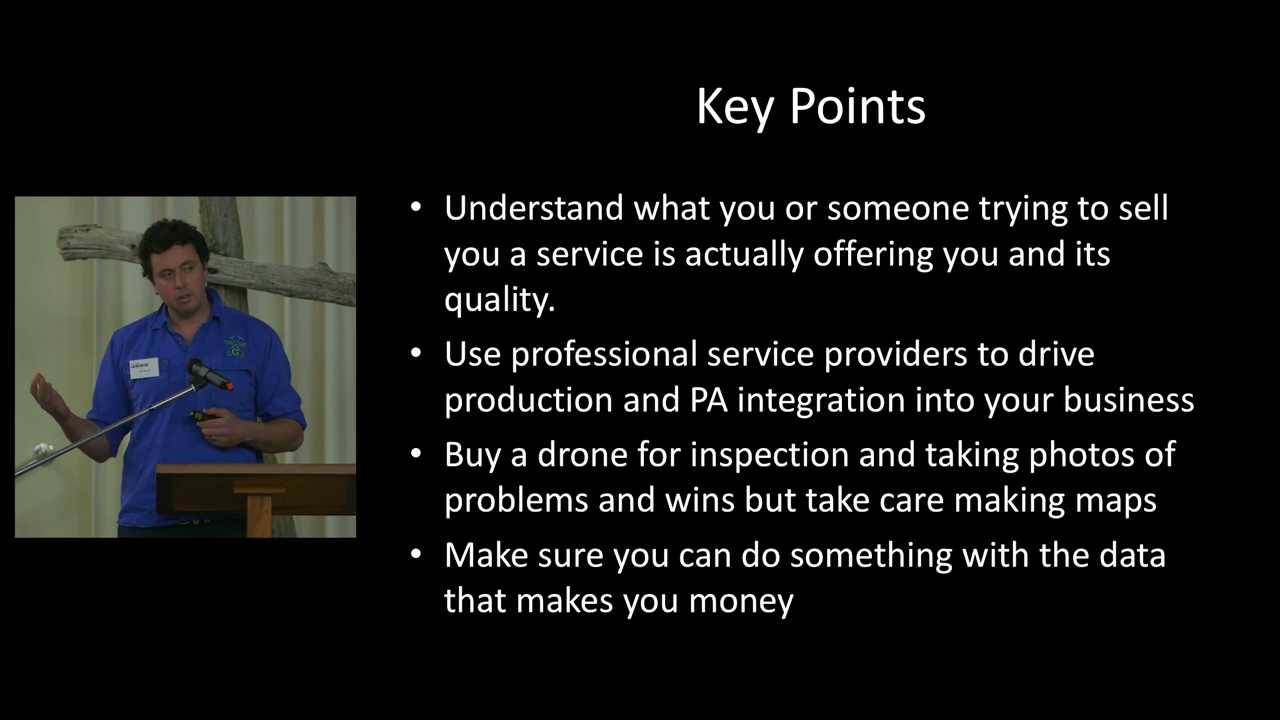 Key Points
• Understand what you or someone trying to sell
you a service is actually offering you and its
quality.
• Use professional service providers to drive
production and PA integration into your business
• Buy a drone for inspection and taking photos of
problems and wins but take care making maps
• Make sure you can do something with the data
that makes you money